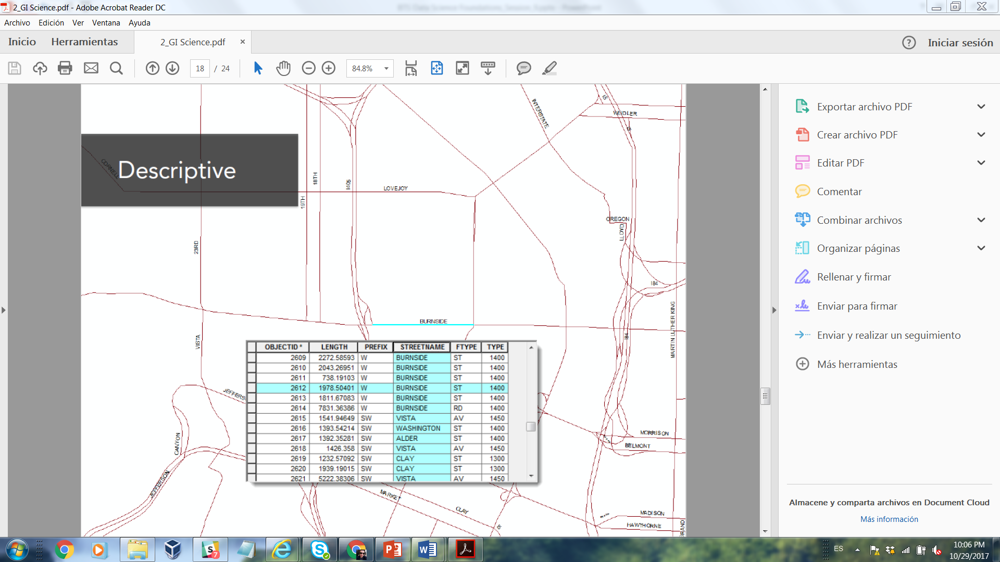 2_GI Science.pdf - Adobe Acrobat Reader DC
Archivo Edición Ver Ventana Ayuda
Inicio Herramientas 2_GI Science.pdf ×
? Iniciar sesión
18 / 24 84.8%
Descriptive
CORNELL
23RD
19TH
18TH
I405
LOVEJOY
INTERSTATE
I5
WEIDLER
I5
OREGON
LLOYD
I84
BURNSIDE
VISTA
I84
MARTIN LUTHER KING
OBJECTID * LENGTH PREFIX STREETNAME FTYPE TYPE
2609 2272.58593 W BURNSIDE ST 1400
2610 2043.26951 W BURNSIDE ST 1400
2611 738.19103 W BURNSIDE ST 1400
2612 1978.50401 W BURNSIDE ST 1400
2613 1811.67083 W BURNSIDE ST 1400
2614 7831.36386 W BURNSIDE RD 1400
2615 1541.94649 SW VISTA AV 1450
2616 1393.54214 SW WASHINGTON ST 1400
2617 1392.35281 SW ALDER ST 1400
2618 1426.358 SW VISTA AV 1450
2619 1232.57092 SW CLAY ST 1300
2620 1939.19015 SW CLAY ST 1300
2621 5222.38306 SW VISTA AV 1450
JEFFERS
CANYON
JEFFERSON
MARKET
CLAY
I5
MORRISON
BELMONT
MADISON
HAWTHORNE
GRAND
Exportar archivo PDF
Crear archivo PDF
Editar PDF
Comentar
Combinar archivos
Organizar páginas
Rellenar y firmar
Enviar para firmar
Enviar y realizar un seguimiento
Más herramientas
Almacene y comparta archivos en Document Cloud
Más información
7
ES
10:06 PM
10/29/2017